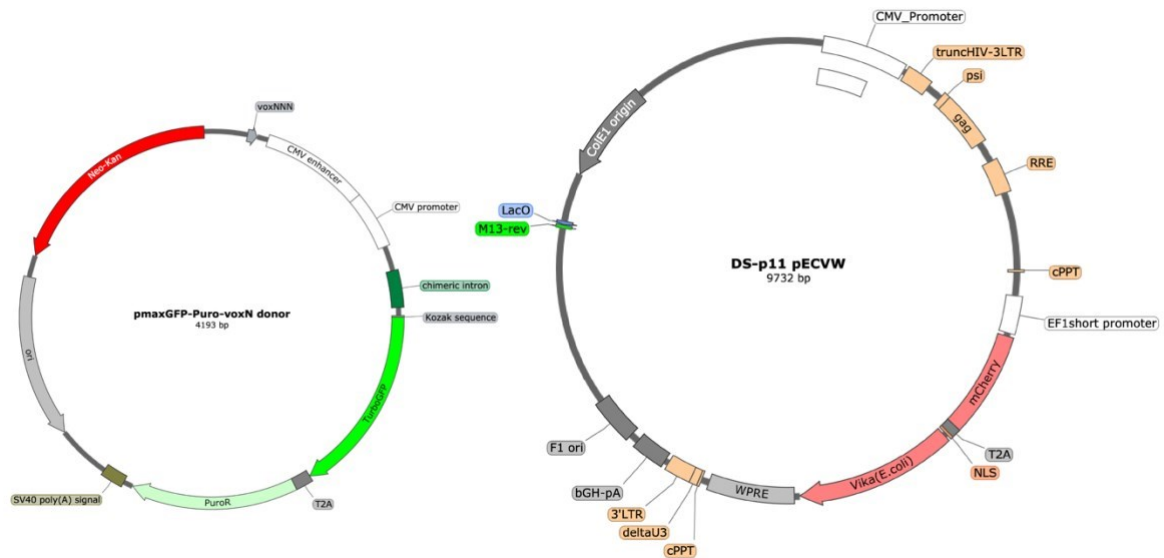 voxNNN
CMV enhancer
CMV promoter
chimeric intron
Kozak sequence
TurboGFP
T2A
PuroR
SV40 poly(A) signal
ori
Neo-Kan
pmaxGFP-Puro-voxN donor
4193 bp
CMV_Promoter
truncHIV-3LTR
psi
gag
RRE
cPPT
EF1short promoter
mCherry
T2A
NLS
Vika(E.coli)
WPRE
cPPT
deltaU3
3'LTR
bGH-pA
F1 ori
M13-rev
LacO
ColE1 origin
DS-p11 pECVW
9732 bp